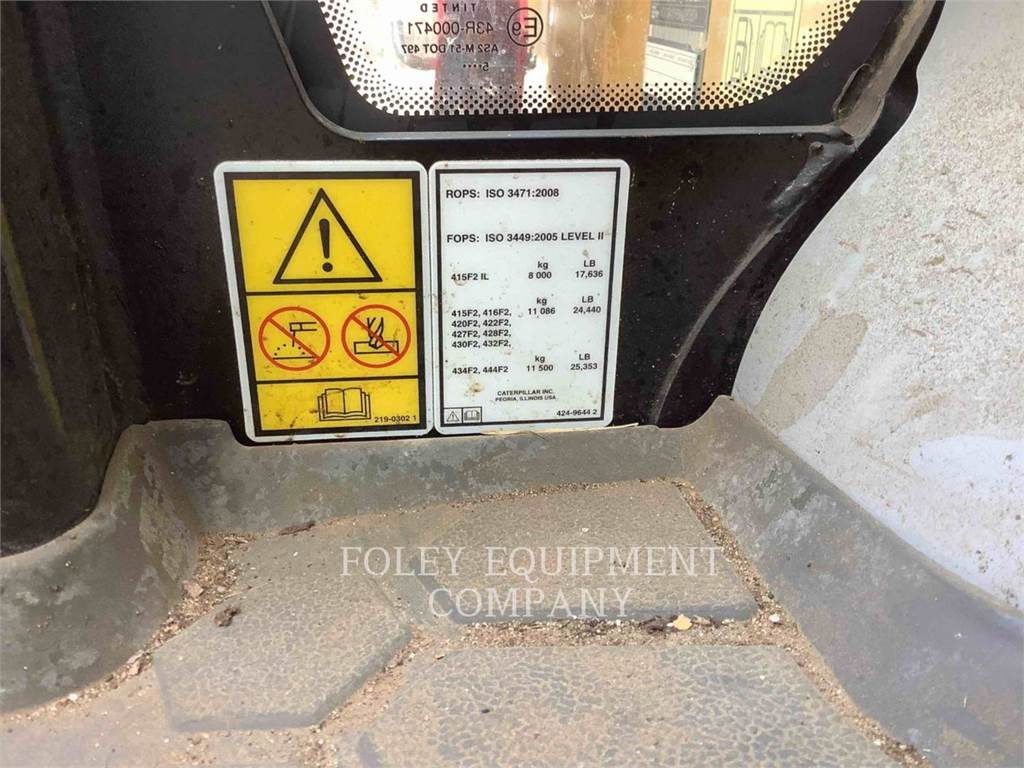 TINTED
E9 43R-000471
AS2 M-51 DOT 497
5
ROPS: ISO 3471:2008
FOPS: ISO 3449:2005 LEVEL II
kg LB
415F2 IL 8 000 17,636
kg LB
415F2, 416F2, 11 086 24,440
420F2, 422F2,
427F2, 428F2,
430F2, 432F2,
kg LB
434F2, 444F2 11 500 25,353
CATERPILLAR INC.
PEORIA, ILLINOIS USA
424-9644 2
219-0302 1
FOLEY EQUIPMENT
COMPANY